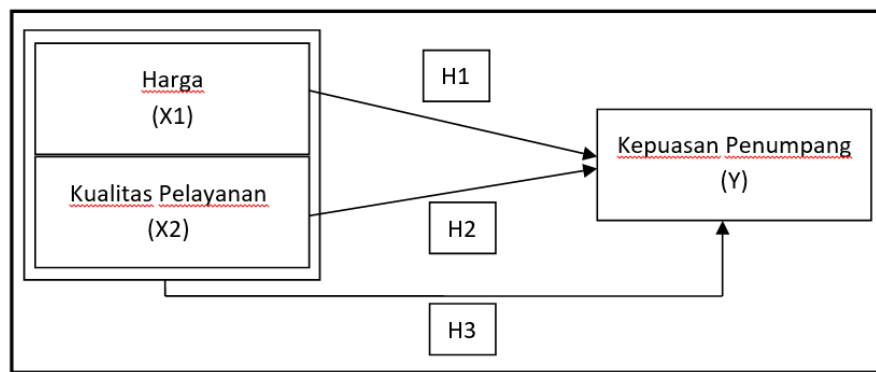 Harga
(X1)
H1
Kepuasan Penumpang
(Y)
Kualitas Pelayanan
(X2)
H2
H3